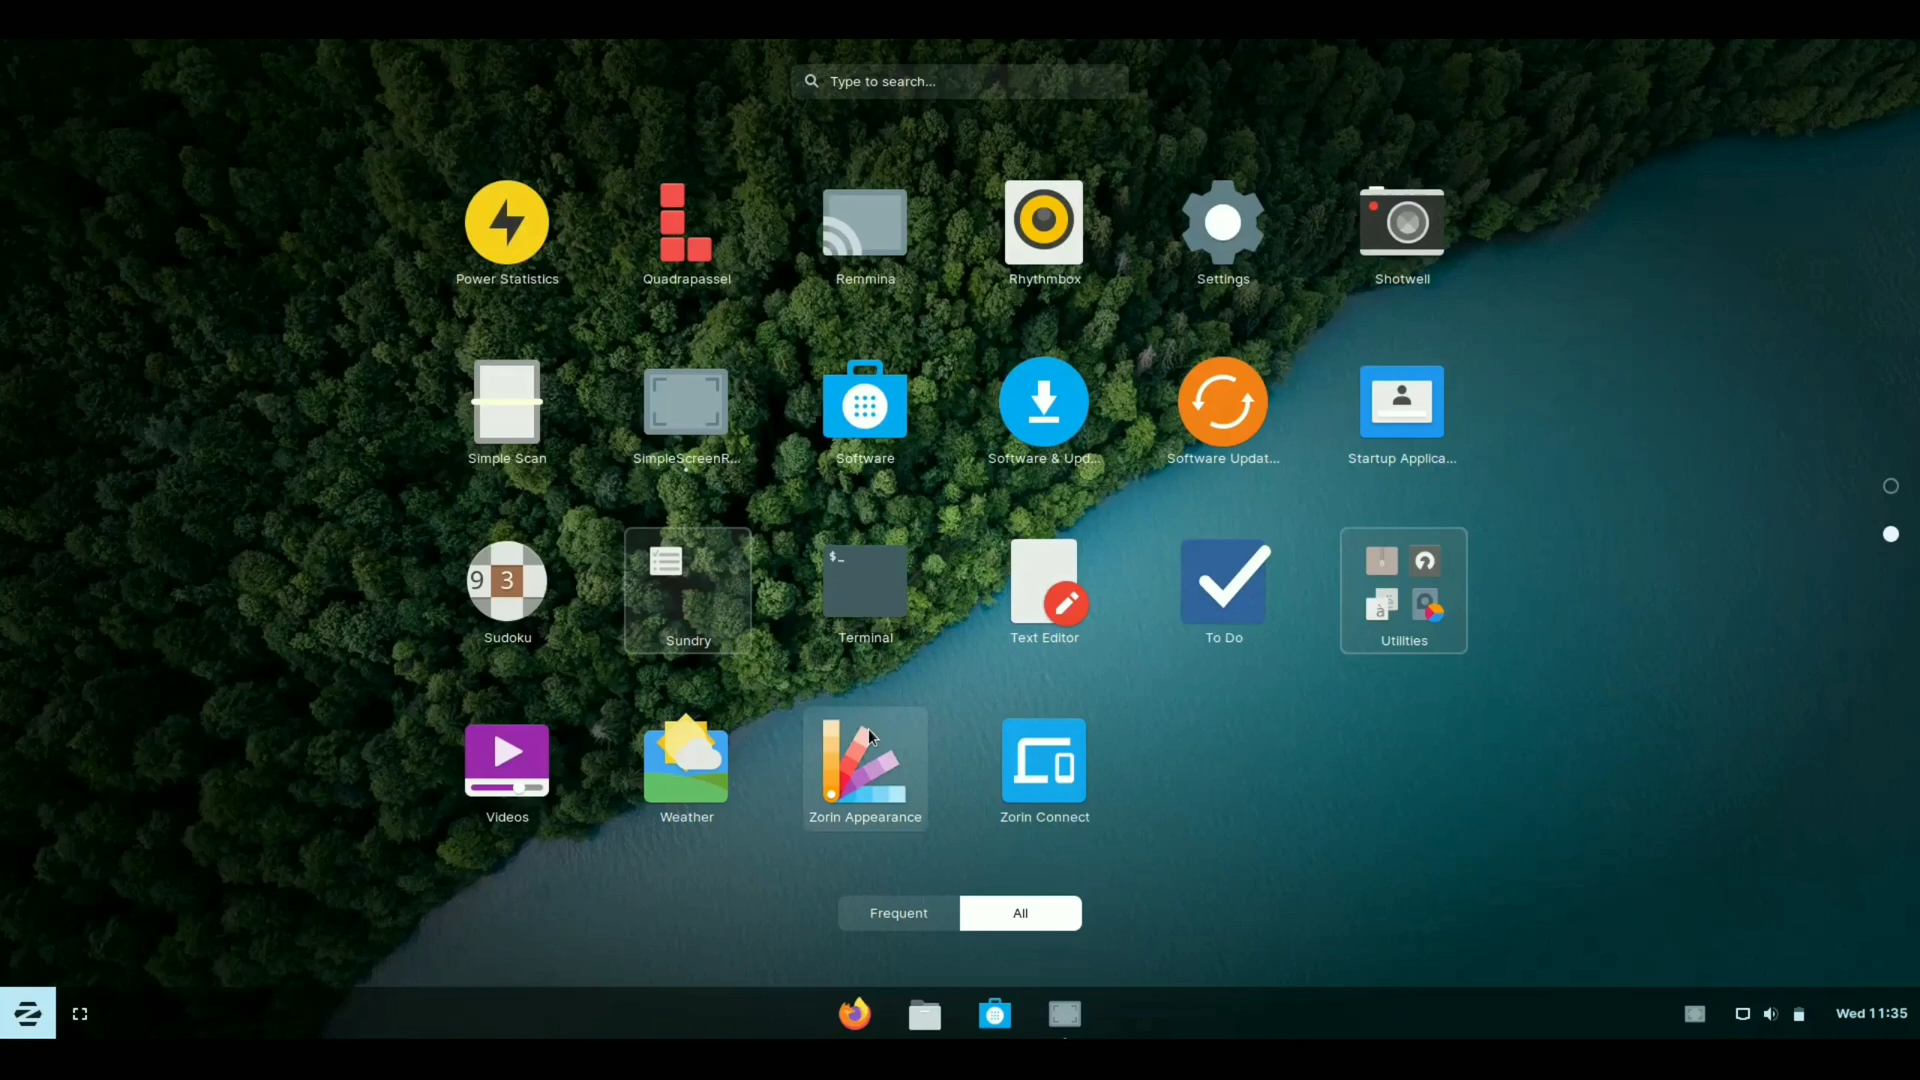 Type to search...
Power Statistics
Quadrapassel
Remmina
Rhythmbox
Settings
Shotwell
Simple Scan
SimpleScreenR...
Software
Software & Upd...
Software Updat...
Startup Applica...
9 3
Sudoku
Sundry
$_
Terminal
Text Editor
To Do
à
Utilities
Videos
Weather
Zorin Appearance
Zorin Connect
Frequent
All
Wed 11:35